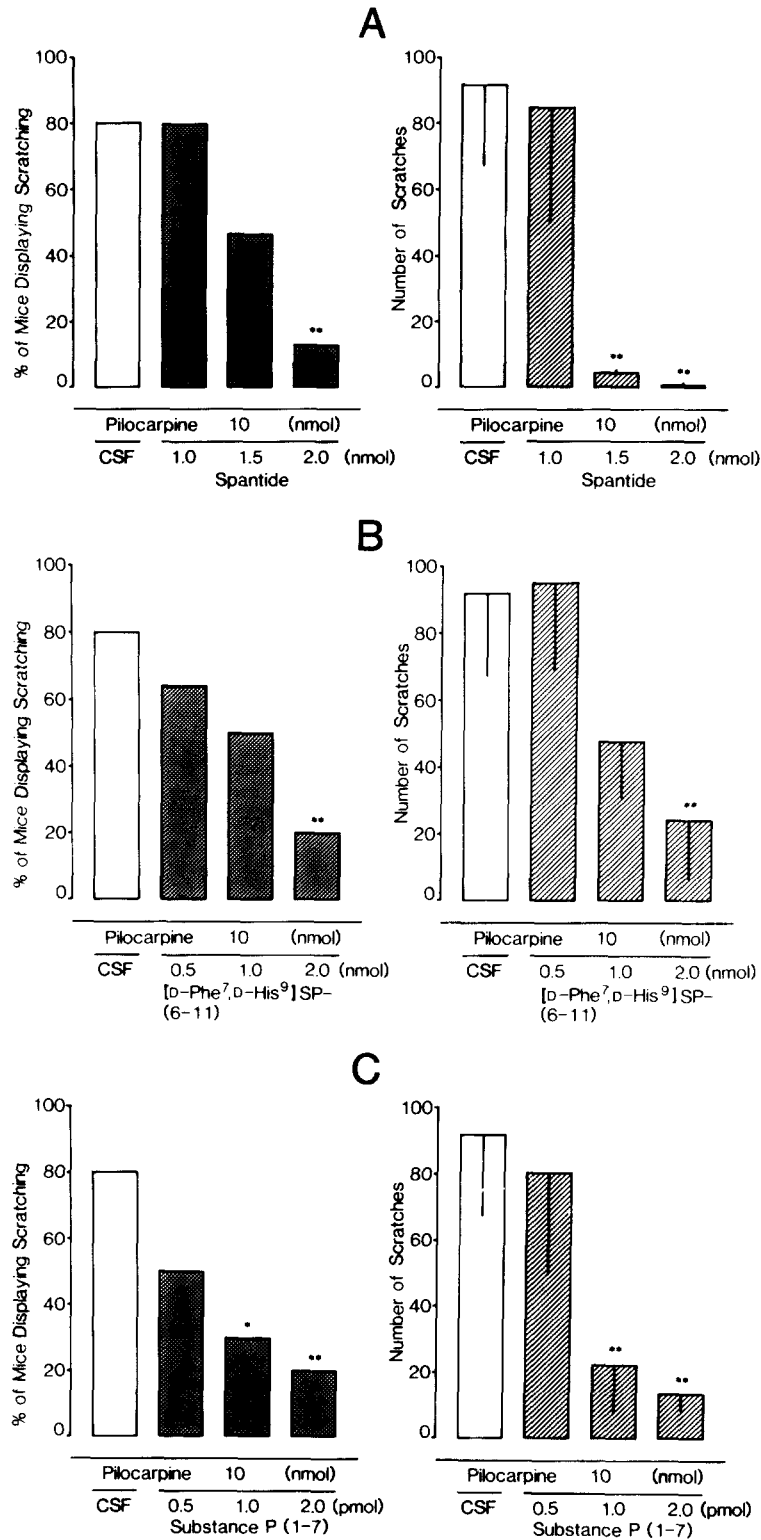 A
% of Mice Displaying Scratching
100
80
60
40
20
0
**
Pilocarpine 10 (nmol)
CSF 1.0 1.5 2.0 (nmol)
Spantide
Number of Scratches
100
80
60
40
20
0
**
**
Pilocarpine 10 (nmol)
CSF 1.0 1.5 2.0 (nmol)
Spantide
B
% of Mice Displaying Scratching
100
80
60
40
20
0
**
Pilocarpine 10 (nmol)
CSF 0.5 1.0 2.0 (nmol)
[D-Phe⁷,D-His⁹] SP-
(6-11)
Number of Scratches
100
80
60
40
20
0
**
Pilocarpine 10 (nmol)
CSF 0.5 1.0 2.0 (nmol)
[D-Phe⁷,D-His⁹] SP-
(6-11)
C
% of Mice Displaying Scratching
100
80
60
40
20
0
*
**
Pilocarpine 10 (nmol)
CSF 0.5 1.0 2.0 (pmol)
Substance P (1-7)
Number of Scratches
100
80
60
40
20
0
**
**
Pilocarpine 10 (nmol)
CSF 0.5 1.0 2.0 (pmol)
Substance P (1-7)